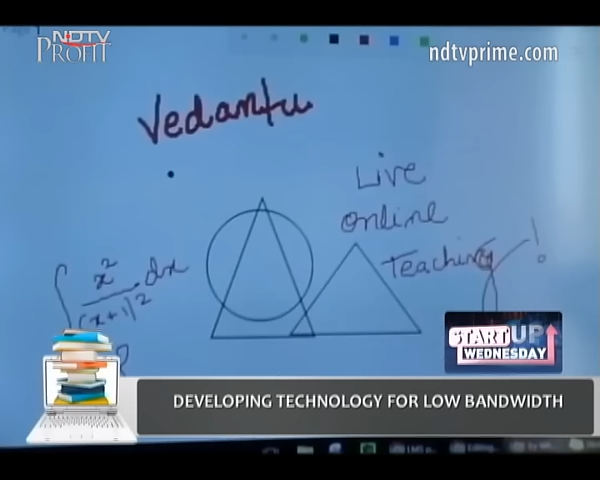 NDTV
PROFIT
ndtvprime.com
Vedantu
Live
online
Teaching!
∫ x² dx
(x+1)²
START UP
WEDNESDAY
DEVELOPING TECHNOLOGY FOR LOW BANDWIDTH